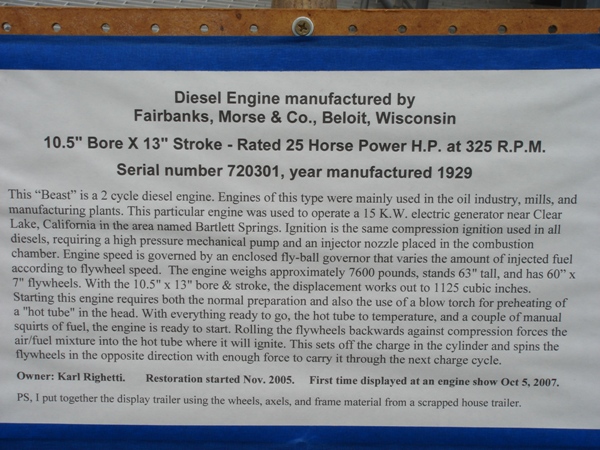 Diesel Engine manufactured by
Fairbanks, Morse & Co., Beloit, Wisconsin
10.5" Bore X 13" Stroke - Rated 25 Horse Power H.P. at 325 R.P.M.
Serial number 720301, year manufactured 1929
This “Beast” is a 2 cycle diesel engine. Engines of this type were mainly used in the oil industry, mills, and
manufacturing plants. This particular engine was used to operate a 15 K.W. electric generator near Clear
Lake, California in the area named Bartlett Springs. Ignition is the same compression ignition used in all
diesels, requiring a high pressure mechanical pump and an injector nozzle placed in the combustion
chamber. Engine speed is governed by an enclosed fly-ball governor that varies the amount of injected fuel
according to flywheel speed. The engine weighs approximately 7600 pounds, stands 63" tall, and has 60” x
7" flywheels. With the 10.5" x 13" bore & stroke, the displacement works out to 1125 cubic inches.
Starting this engine requires both the normal preparation and also the use of a blow torch for preheating of
a "hot tube" in the head. With everything ready to go, the hot tube to temperature, and a couple of manual
squirts of fuel, the engine is ready to start. Rolling the flywheels backwards against compression forces the
air/fuel mixture into the hot tube where it will ignite. This sets off the charge in the cylinder and spins the
flywheels in the opposite direction with enough force to carry it through the next charge cycle.
Owner: Karl Righetti. Restoration started Nov. 2005. First time displayed at an engine show Oct 5, 2007.
PS, I put together the display trailer using the wheels, axels, and frame material from a scrapped house trailer.